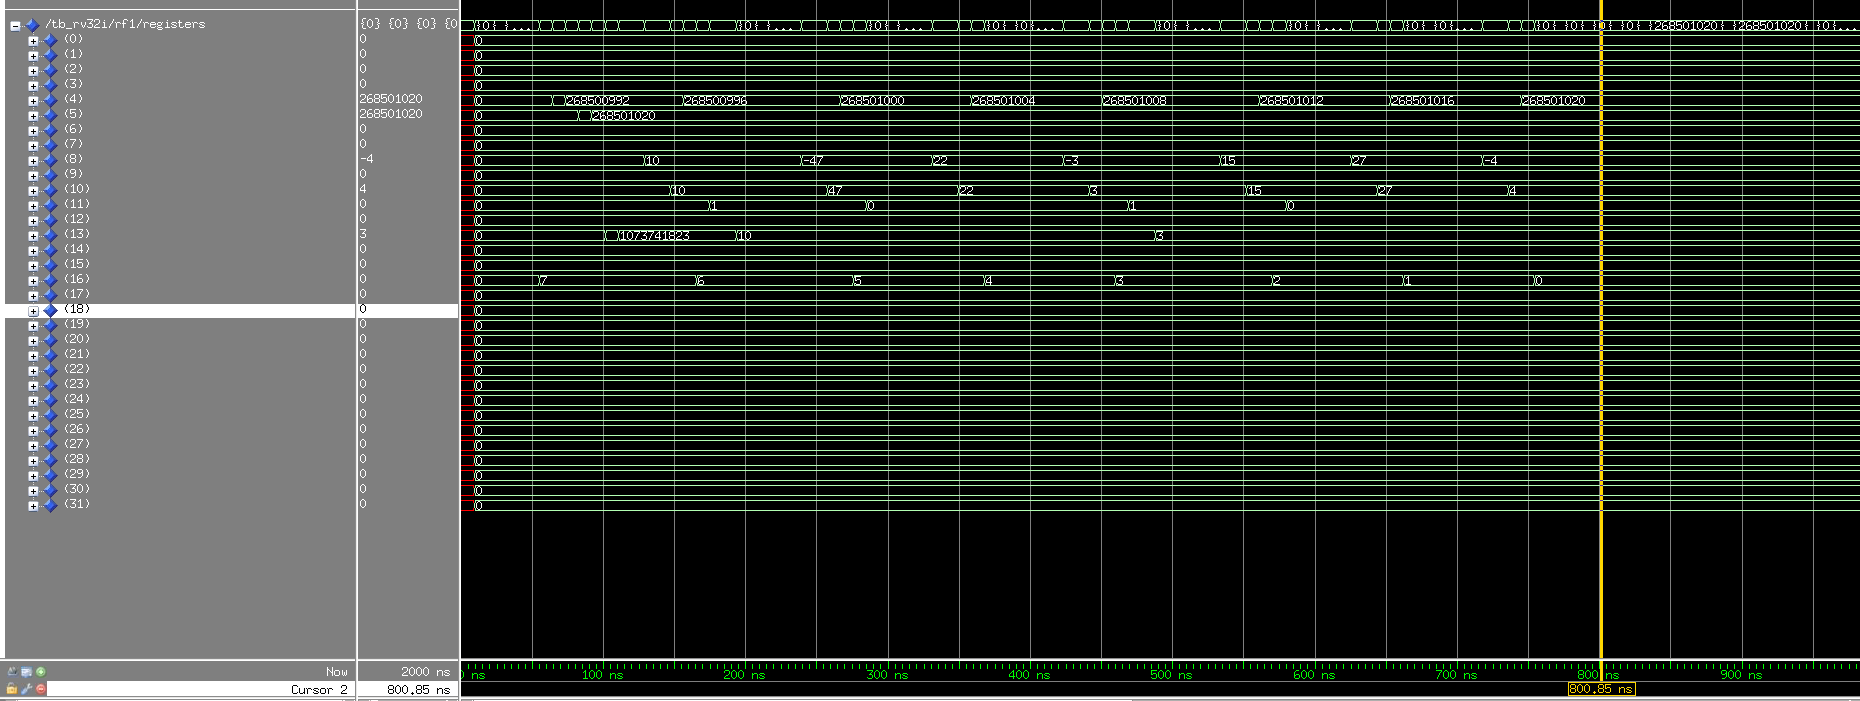 /tb_rv32i/rf1/registers {0} {0} {0} {0 }{0}... }{0}... }{0}... }{0} }{0}... }{0} }{0}... }{0}... }{0} }{0}... }{0} }{0}... }{0} }{0} }{0} }{0} }268501020} }268501020} }{0}...
(0) 0 0
(1) 0 0
(2) 0 0
(3) 0 0
(4) 268501020 0 268500992 268500996 268501000 268501004 268501008 268501012 268501016 268501020
(5) 268501020 0 268501020
(6) 0 0
(7) 0 0
(8) -4 0 10 -47 22 -3 15 27 -4
(9) 0 0
(10) 4 0 10 47 22 3 15 27 4
(11) 0 0 1 0 1 0
(12) 0 0
(13) 3 0 1073741823 10 3
(14) 0 0
(15) 0 0
(16) 0 0 7 6 5 4 3 2 1 0
(17) 0 0
(18) 0 0
(19) 0 0
(20) 0 0
(21) 0 0
(22) 0 0
(23) 0 0
(24) 0 0
(25) 0 0
(26) 0 0
(27) 0 0
(28) 0 0
(29) 0 0
(30) 0 0
(31) 0 0
Now 2000 ns ns 100 ns 200 ns 300 ns 400 ns 500 ns 600 ns 700 ns 800 ns 900 ns
Cursor 2 800.85 ns 800.85 ns